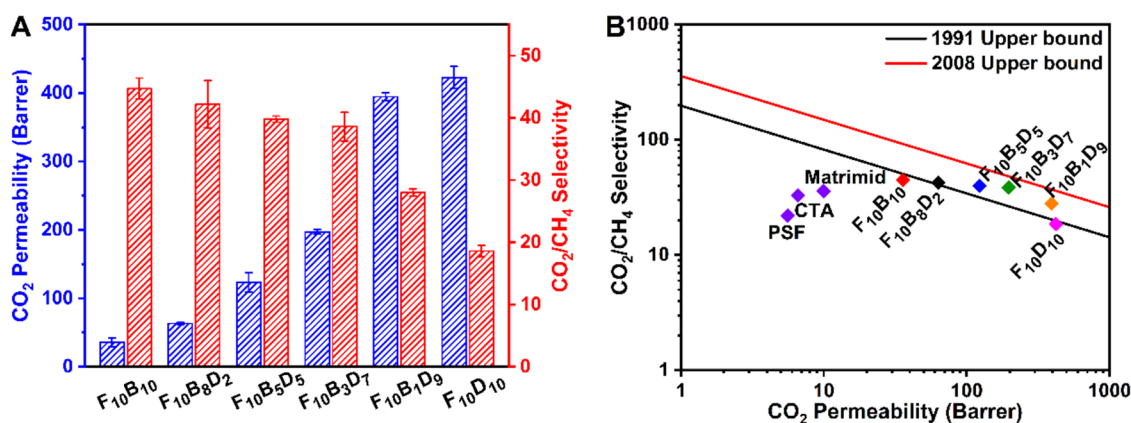 A
CO₂ Permeability (Barrer)
500
400
300
200
100
0
CO₂/CH₄ Selectivity
50
40
30
20
10
0
F₁₀B₁₀
F₁₀B₈D₂
F₁₀B₅D₅
F₁₀B₃D₇
F₁₀B₁D₉
F₁₀D₁₀
B
CO₂/CH₄ Selectivity
1000
100
10
1
1991 Upper bound
2008 Upper bound
Matrimid
CTA
PSF
F₁₀B₁₀
F₁₀B₈D₂
F₁₀B₅D₅
F₁₀B₃D₇
F₁₀B₁D₉
F₁₀D₁₀
1
10
100
1000
CO₂ Permeability (Barrer)